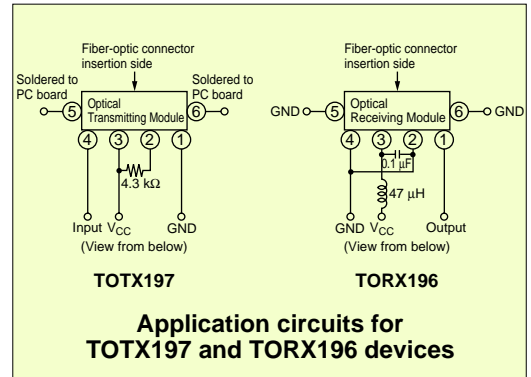 Fiber-optic connector
insertion side
Soldered to
PC board
Soldered to
PC board
5
Optical
Transmitting Module
6
4
3
2
1
4.3 kΩ
Input
VCC
GND
(View from below)
TOTX197
Fiber-optic connector
insertion side
GND
5
Optical
Receiving Module
6
GND
4
3
2
1
0.1 μF
47 μH
GND
VCC
Output
(View from below)
TORX196
Application circuits for
TOTX197 and TORX196 devices